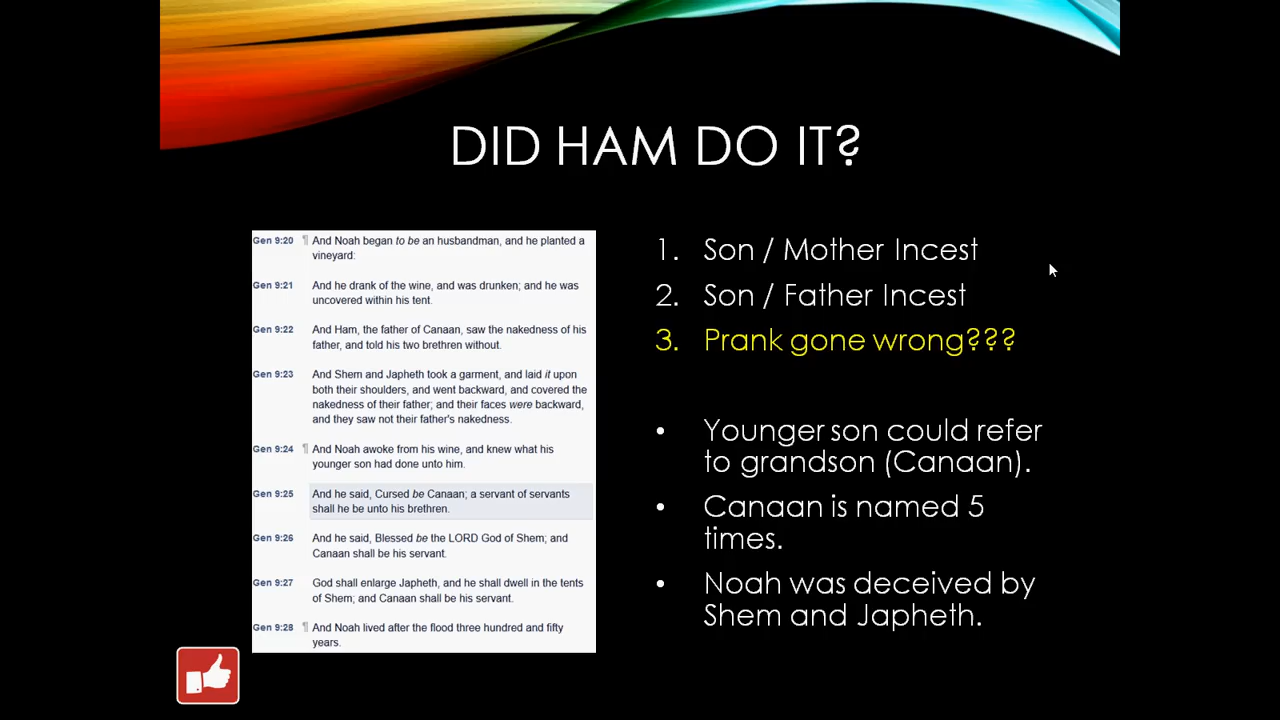 DID HAM DO IT?
Gen 9:20 ¶ And Noah began to be an husbandman, and he planted a
vineyard:
Gen 9:21 And he drank of the wine, and was drunken; and he was
uncovered within his tent.
Gen 9:22 And Ham, the father of Canaan, saw the nakedness of his
father, and told his two brethren without.
Gen 9:23 And Shem and Japheth took a garment, and laid it upon
both their shoulders, and went backward, and covered the
nakedness of their father; and their faces were backward,
and they saw not their father's nakedness.
Gen 9:24 ¶ And Noah awoke from his wine, and knew what his
younger son had done unto him.
Gen 9:25 And he said, Cursed be Canaan; a servant of servants
shall he be unto his brethren.
Gen 9:26 And he said, Blessed be the LORD God of Shem; and
Canaan shall be his servant.
Gen 9:27 God shall enlarge Japheth, and he shall dwell in the tents
of Shem; and Canaan shall be his servant.
Gen 9:28 ¶ And Noah lived after the flood three hundred and fifty
years.
1. Son / Mother Incest
2. Son / Father Incest
3. Prank gone wrong???
• Younger son could refer
to grandson (Canaan).
• Canaan is named 5
times.
• Noah was deceived by
Shem and Japheth.